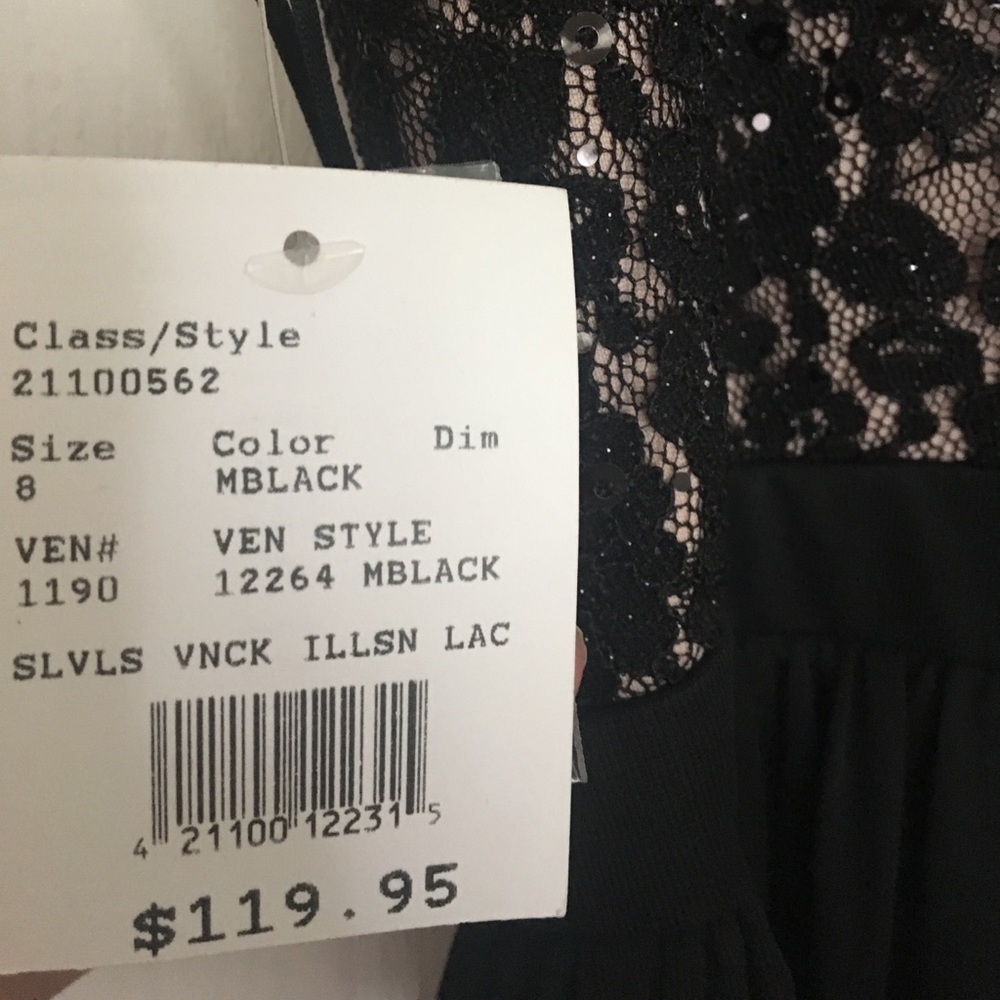 Class/Style
21100562
Size Color Dim
8 MBLACK
VEN# VEN STYLE
1190 12264 MBLACK
SLVLS VNCK ILLSN LAC
4 21100 12231 5
$119.95